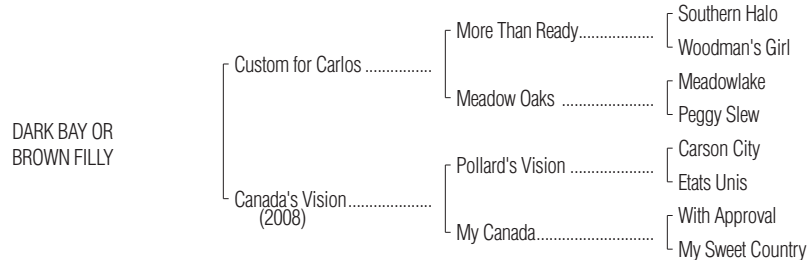 Southern Halo
More Than Ready...................
Woodman's Girl
Custom for Carlos ................
Meadowlake
Meadow Oaks .......................
Peggy Slew
DARK BAY OR
BROWN FILLY
Carson City
Pollard's Vision .....................
Etats Unis
Canada's Vision.....................
(2008)
With Approval
My Canada.............................
My Sweet Country